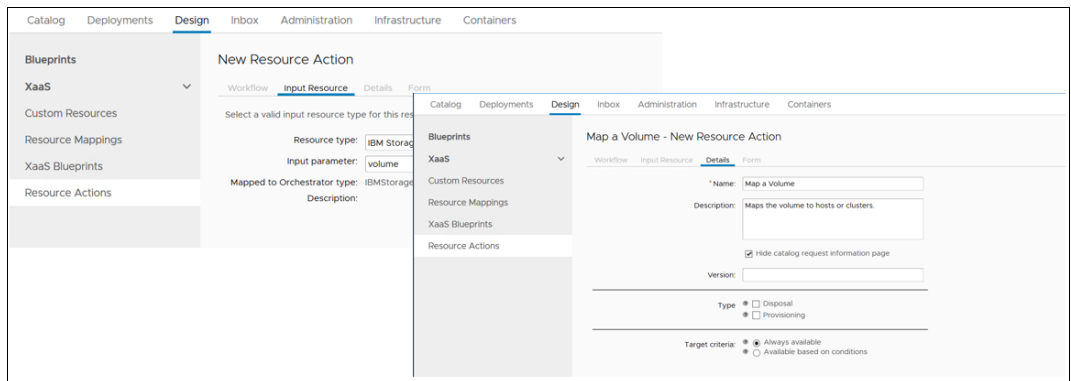 Catalog Deployments Design Inbox Administration Infrastructure Containers
Blueprints
XaaS
Custom Resources
Resource Mappings
XaaS Blueprints
Resource Actions
New Resource Action
Workflow Input Resource Details Form
Select a valid input resource type for this res
Resource type: IBM Storag
Input parameter: volume
Mapped to Orchestrator type: IBMStorage
Description:
Catalog Deployments Design Inbox Administration Infrastructure Containers
Blueprints
XaaS
Custom Resources
Resource Mappings
XaaS Blueprints
Resource Actions
Map a Volume - New Resource Action
Workflow Input Resource Details Form
*Name: Map a Volume
Description: Maps the volume to hosts or clusters.
Hide catalog request information page
Version:
Type Disposal
Provisioning
Target criteria: Always available
Available based on conditions